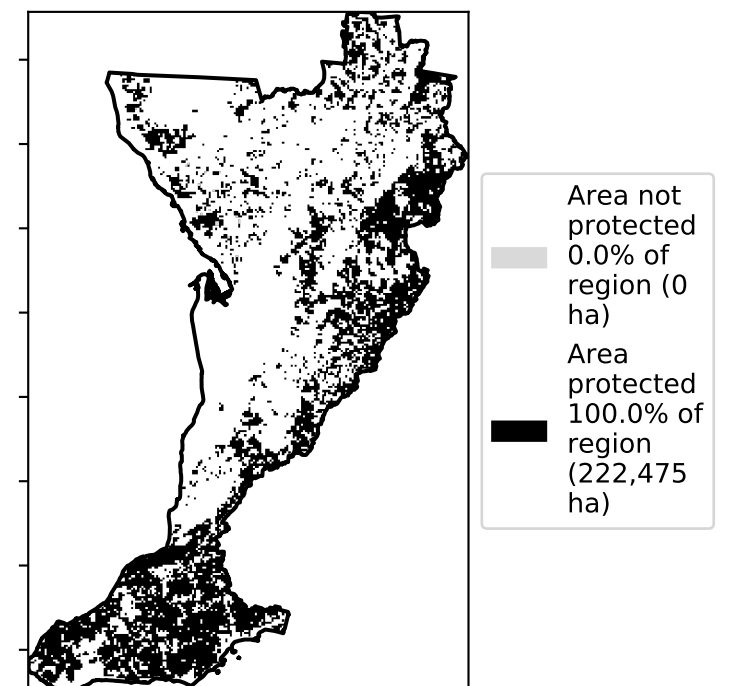 Area not
protected
0.0% of
region (0
ha)
Area
protected
100.0% of
region
(222,475
ha)